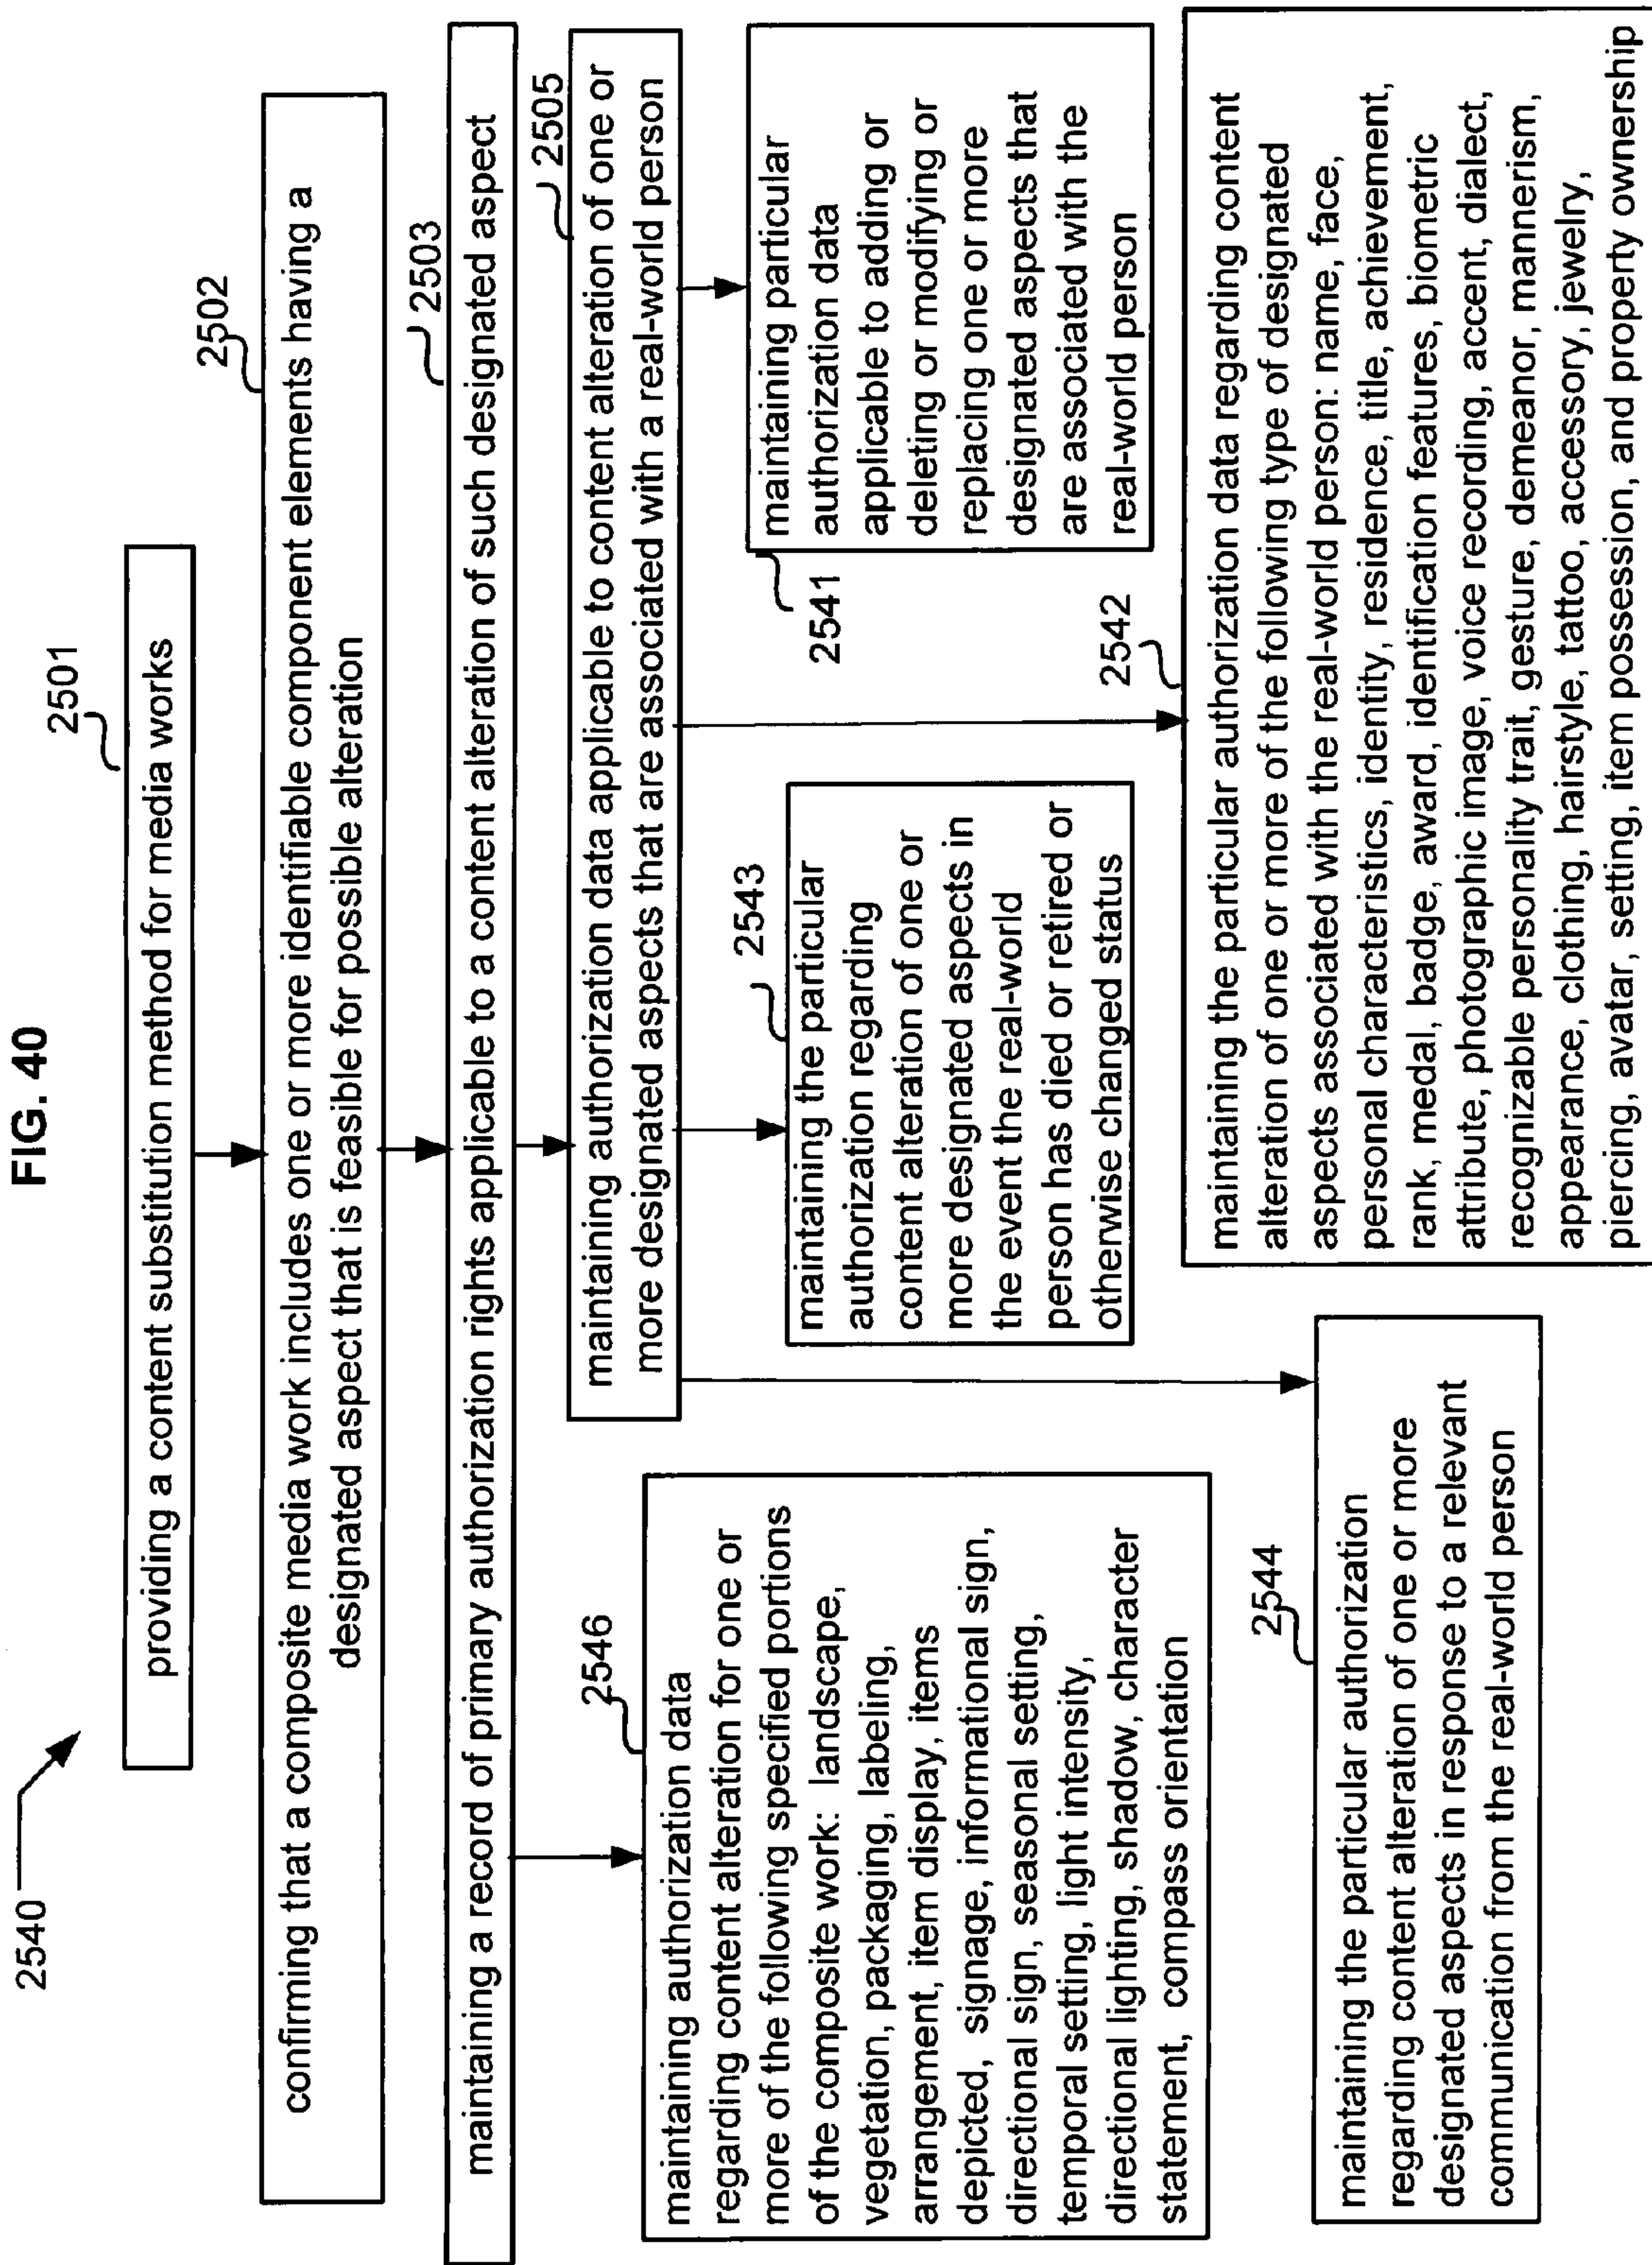 FIG. 40
2540
2501
providing a content substitution method for media works
2502
confirming that a composite media work includes one or more identifiable component elements having a
designated aspect that is feasible for possible alteration
2503
maintaining a record of primary authorization rights applicable to a content alteration of such designated aspect
2505
maintaining authorization data applicable to content alteration of one or
more designated aspects that are associated with a real-world person
2546
maintaining authorization data
regarding content alteration for one or
more of the following specified portions
of the composite work: landscape,
vegetation, packaging, labeling,
arrangement, item display, items
depicted, signage, informational sign,
directional sign, seasonal setting,
temporal setting, light intensity,
directional lighting, shadow, character
statement, compass orientation
2543
maintaining the particular
authorization regarding
content alteration of one or
more designated aspects in
the event the real-world
person has died or retired or
otherwise changed status
2541
maintaining particular
authorization data
applicable to adding or
deleting or modifying or
replacing one or more
designated aspects that
are associated with the
real-world person
2544
maintaining the particular authorization
regarding content alteration of one or more
designated aspects in response to a relevant
communication from the real-world person
2542
maintaining the particular authorization data regarding content
alteration of one or more of the following type of designated
aspects associated with the real-world person: name, face,
personal characteristics, identity, residence, title, achievement,
rank, medal, badge, award, identification features, biometric
attribute, photographic image, voice recording, accent, dialect,
recognizable personality trait, gesture, demeanor, mannerism,
appearance, clothing, hairstyle, tattoo, accessory, jewelry,
piercing, avatar, setting, item possession, and property ownership